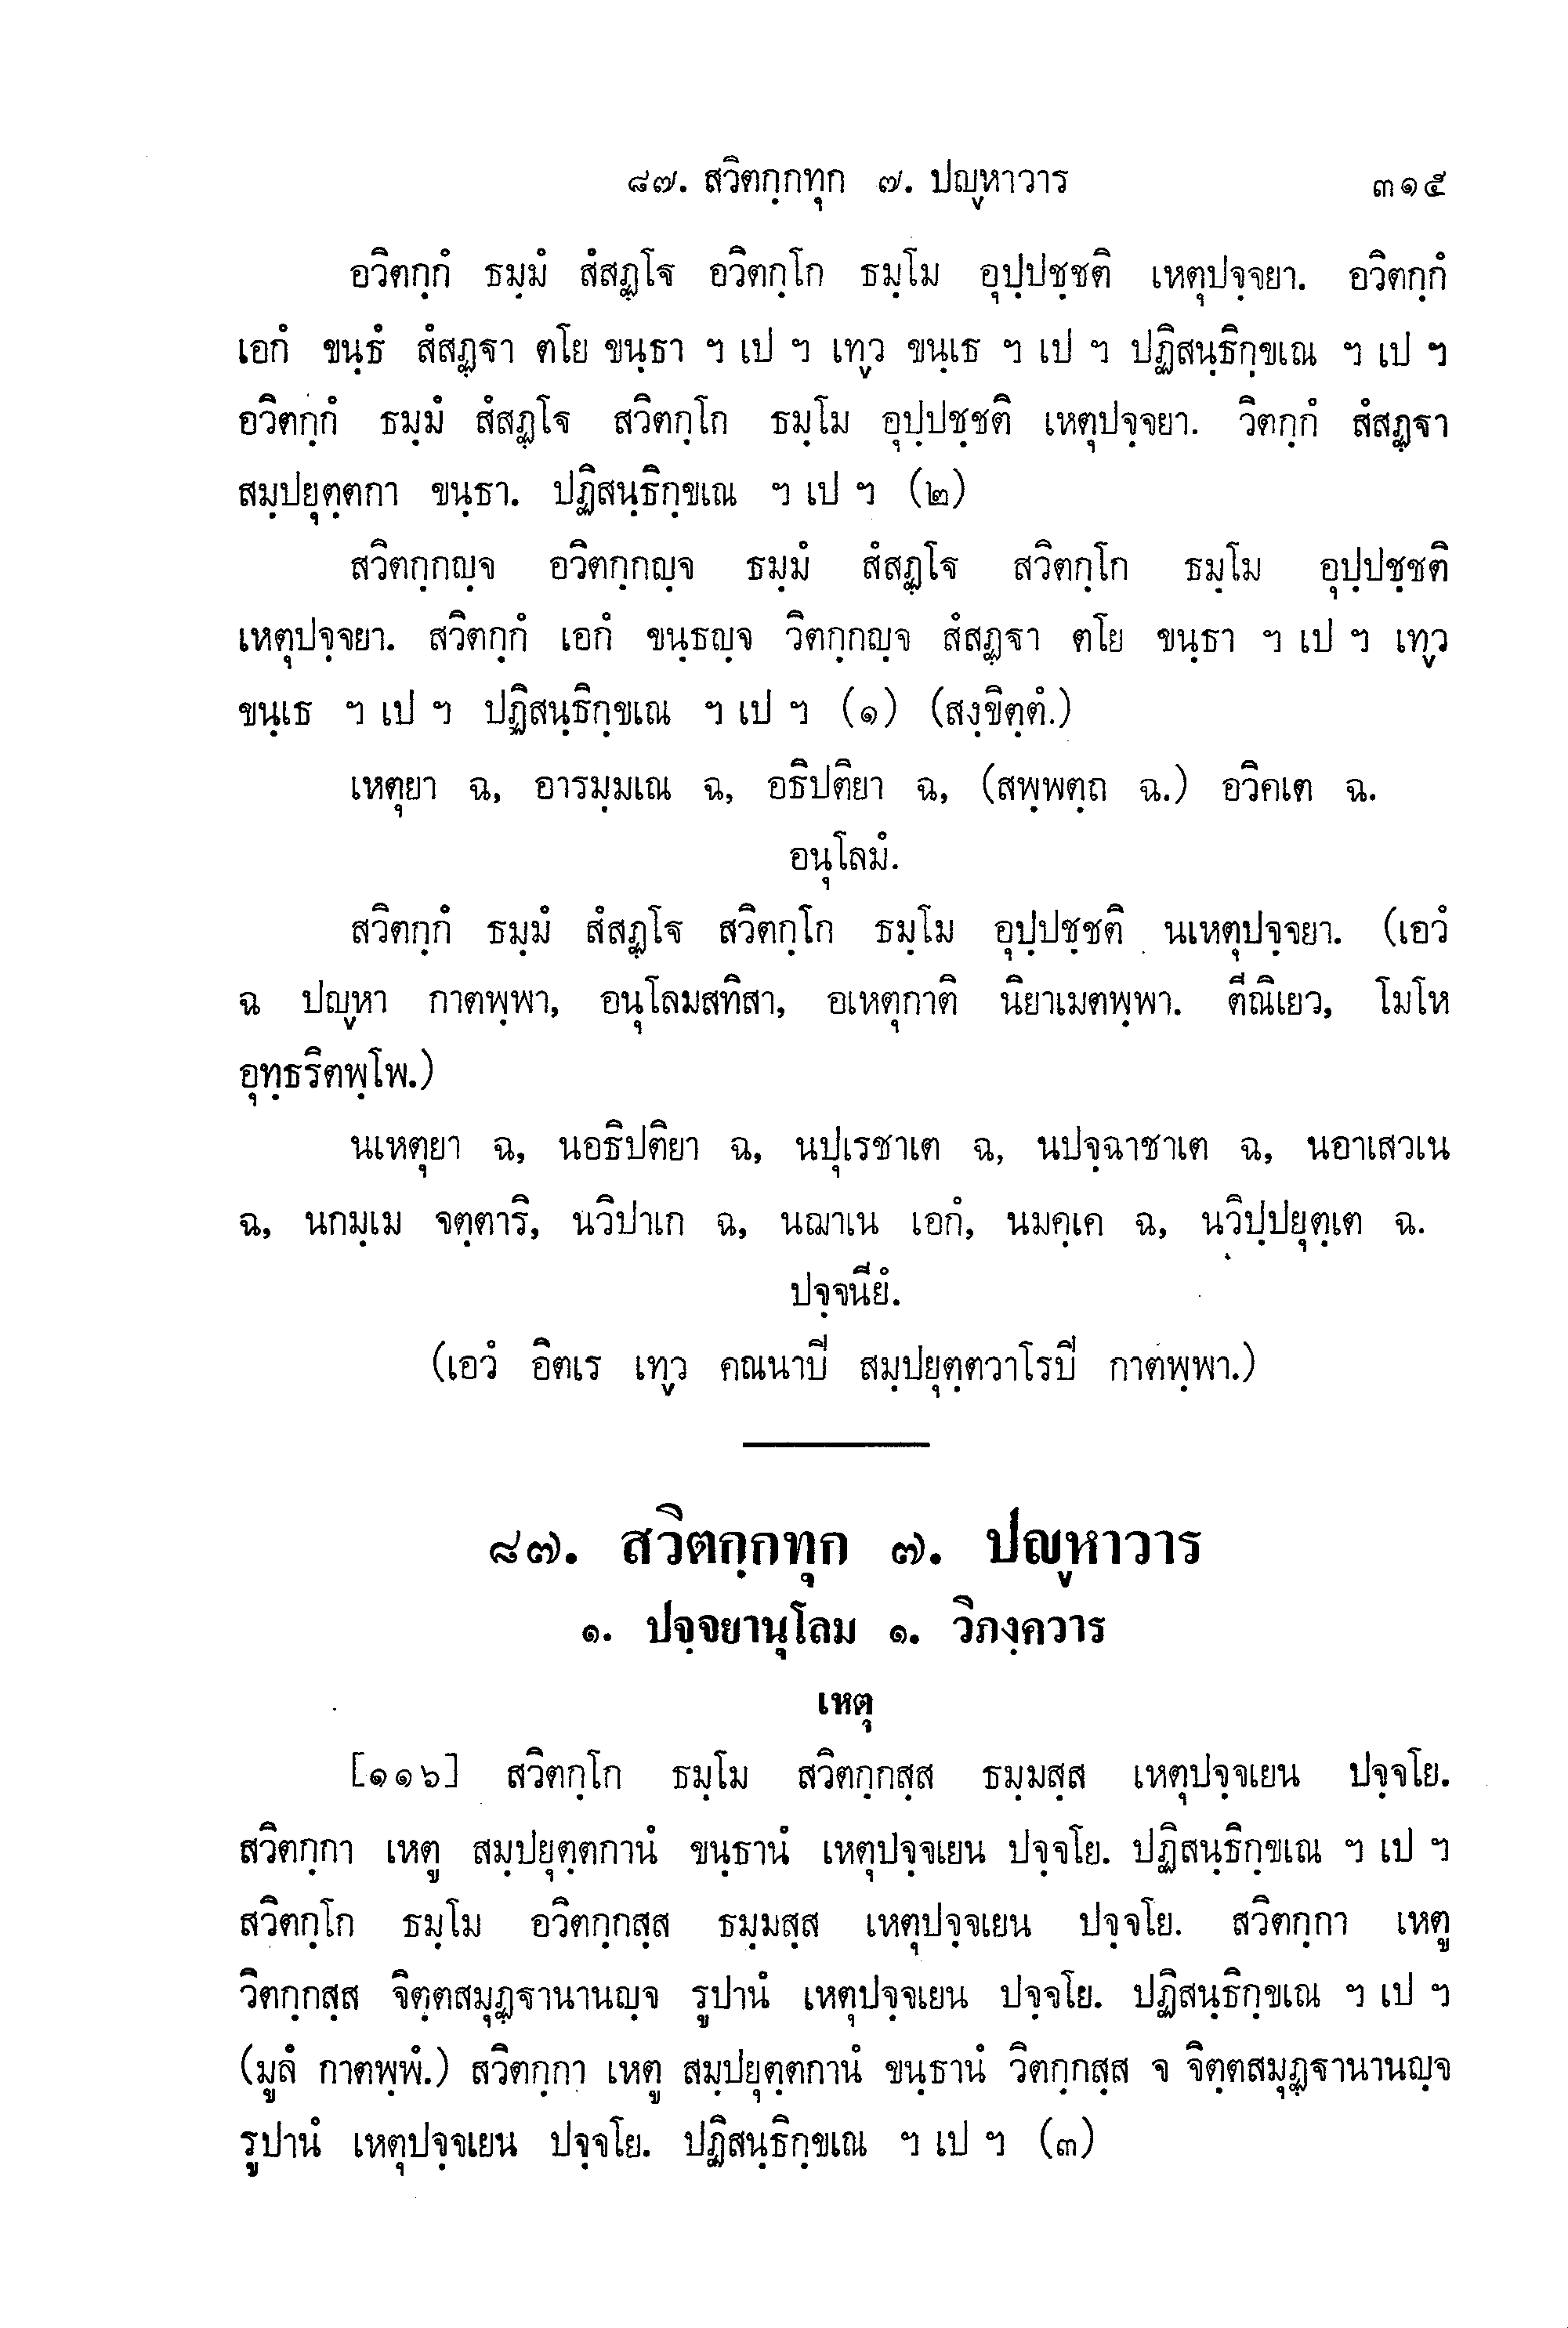 ๘๗. สวิตกฺกทุก ๗. ปญฺหาวาร ๓๑๕
อวิตกฺกํ ธมฺมํ สํสฏฺโฐ อวิตกฺโก ธมฺโม อุปฺปชฺชติ เหตุปจฺจยา. อวิตกฺกํ
เอกํ ขนฺธํ สํสฏฺฐา ตโย ขนฺธา ฯ เป ฯ เทฺว ขนฺเธ ฯ เป ฯ ปฏิสนฺธิกฺขเณ ฯ เป ฯ
อวิตกฺกํ ธมฺมํ สํสฏฺโฐ สวิตกฺโก ธมฺโม อุปฺปชฺชติ เหตุปจฺจยา. วิตกฺกํ สํสฏฺฐา
สมฺปยุตฺตกา ขนฺธา. ปฏิสนฺธิกฺขเณ ฯ เป ฯ (๒)
สวิตกฺกญฺจ อวิตกฺกญฺจ ธมฺมํ สํสฏฺโฐ สวิตกฺโก ธมฺโม อุปฺปชฺชติ
เหตุปจฺจยา. สวิตกฺกํ เอกํ ขนฺธญฺจ วิตกฺกญฺจ สํสฏฺฐา ตโย ขนฺธา ฯ เป ฯ เทฺว
ขนฺเธ ฯ เป ฯ ปฏิสนฺธิกฺขเณ ฯ เป ฯ (๑) (สงฺขิตฺตํ.)
เหตุยา ฉ, อารมฺมเณ ฉ, อธิปติยา ฉ, (สพฺพตฺถ ฉ.) อวิคเต ฉ.
อนุโลมํ.
สวิตกฺกํ ธมฺมํ สํสฏฺโฐ สวิตกฺโก ธมฺโม อุปฺปชฺชติ นเหตุปจฺจยา. (เอวํ
ฉ ปญฺหา กาตพฺพา, อนุโลมสทิสา, อเหตุกาติ นิยาเมตพฺพา. ตีณิเยว, โมโห
อุทฺธริตพฺโพ.)
นเหตุยา ฉ, นอธิปติยา ฉ, นปุเรชาเต ฉ, นปจฺฉาชาเต ฉ, นอาเสวเน
ฉ, นกมฺเม จตฺตาริ, นวิปาเก ฉ, นฌาเน เอกํ, นมคฺเค ฉ, นวิปฺปยุตฺเต ฉ.
ปจฺจนียํ.
(เอวํ อิตเร เทฺว คณนาปี สมฺปยุตฺตวาโรปี กาตพฺพา.)
๘๗. สวิตกฺกทุก ๗. ปญฺหาวาร
๑. ปจฺจยานุโลม ๑. วิภงฺควาร
เหตุ
[๑๑๖] สวิตกฺโก ธมฺโม สวิตกฺกสฺส ธมฺมสฺส เหตุปจฺจเยน ปจฺจโย.
สวิตกฺกา เหตู สมฺปยุตฺตกานํ ขนฺธานํ เหตุปจฺจเยน ปจฺจโย. ปฏิสนฺธิกฺขเณ ฯ เป ฯ
สวิตกฺโก ธมฺโม อวิตกฺกสฺส ธมฺมสฺส เหตุปจฺจเยน ปจฺจโย. สวิตกฺกา เหตู
วิตกฺกสฺส จิตฺตสมุฏฺฐานานญฺจ รูปานํ เหตุปจฺจเยน ปจฺจโย. ปฏิสนฺธิกฺขเณ ฯ เป ฯ
(มูลํ กาตพฺพํ.) สวิตกฺกา เหตู สมฺปยุตฺตกานํ ขนฺธานํ วิตกฺกสฺส จ จิตฺตสมุฏฺฐานานญฺจ
รูปานํ เหตุปจฺจเยน ปจฺจโย. ปฏิสนฺธิกฺขเณ ฯ เป ฯ (๓)